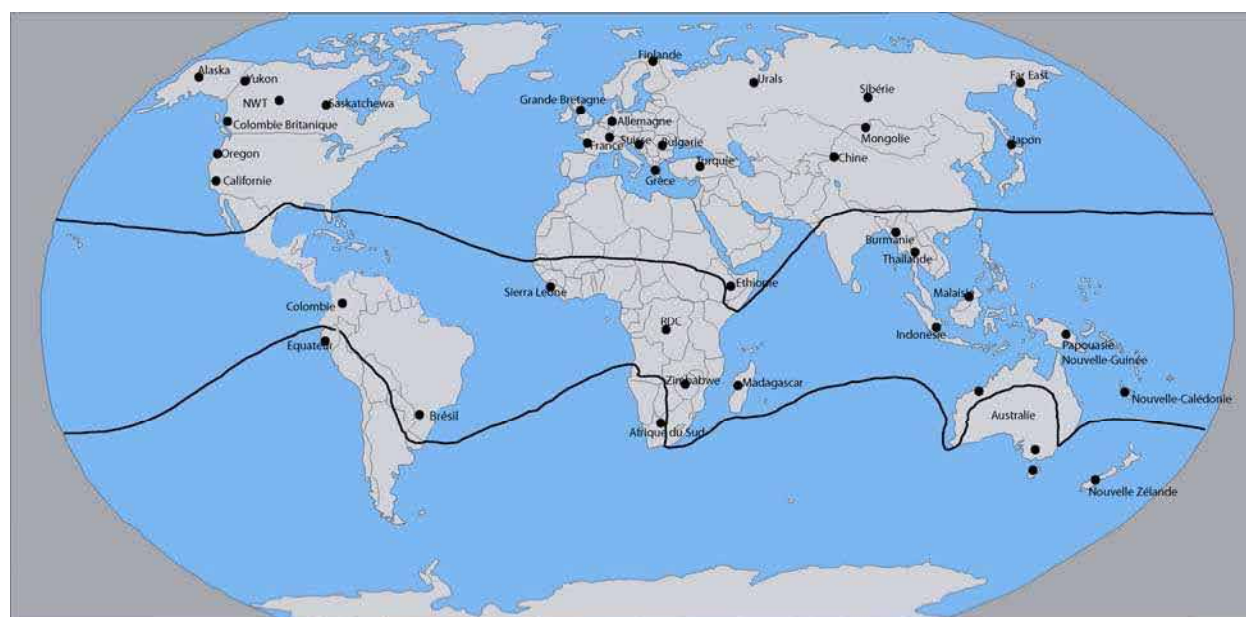 Finlande
Alaska
Yukon
Urals
Far East
NWT
Saskatchewa
Sibérie
Grande Bretagne
Colombie Britanique
Allemagne
Mongolie
France
Suisse
Bulgarie
Japon
Oregon
Turquie
Chine
Grèce
Californie
Burmanie
Thaïlande
Ethiopie
Sierra Leone
Malaisie
Colombie
RDC
Indonésie
Equateur
Papouasie
Nouvelle-Guinée
Zimbabwe
Madagascar
Nouvelle-Calédonie
Brésil
Australie
Afrique du Sud
Nouvelle Zélande